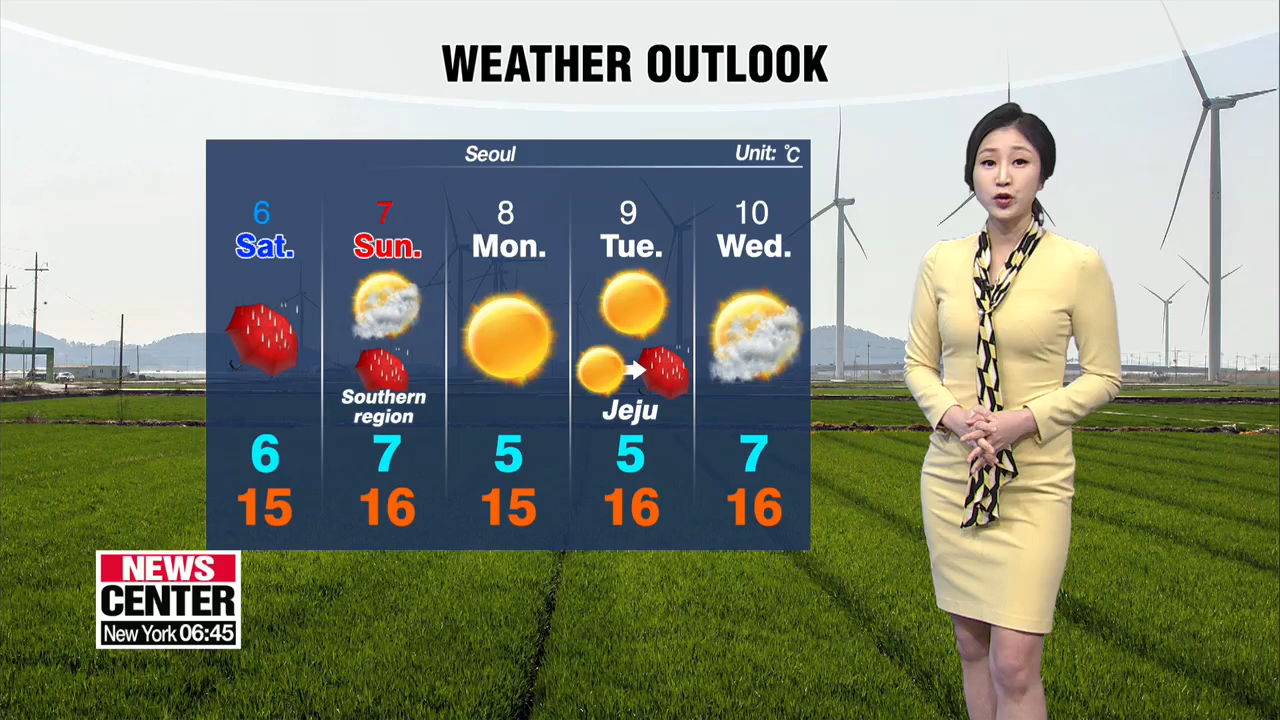 WEATHER OUTLOOK
Seoul
Unit: ℃
6 7 8 9 10
Sat. Sun. Mon. Tue. Wed.
Southern
region
Jeju
6 7 5 5 7
15 16 15 16 16
NEWS
CENTER
New York 06:45